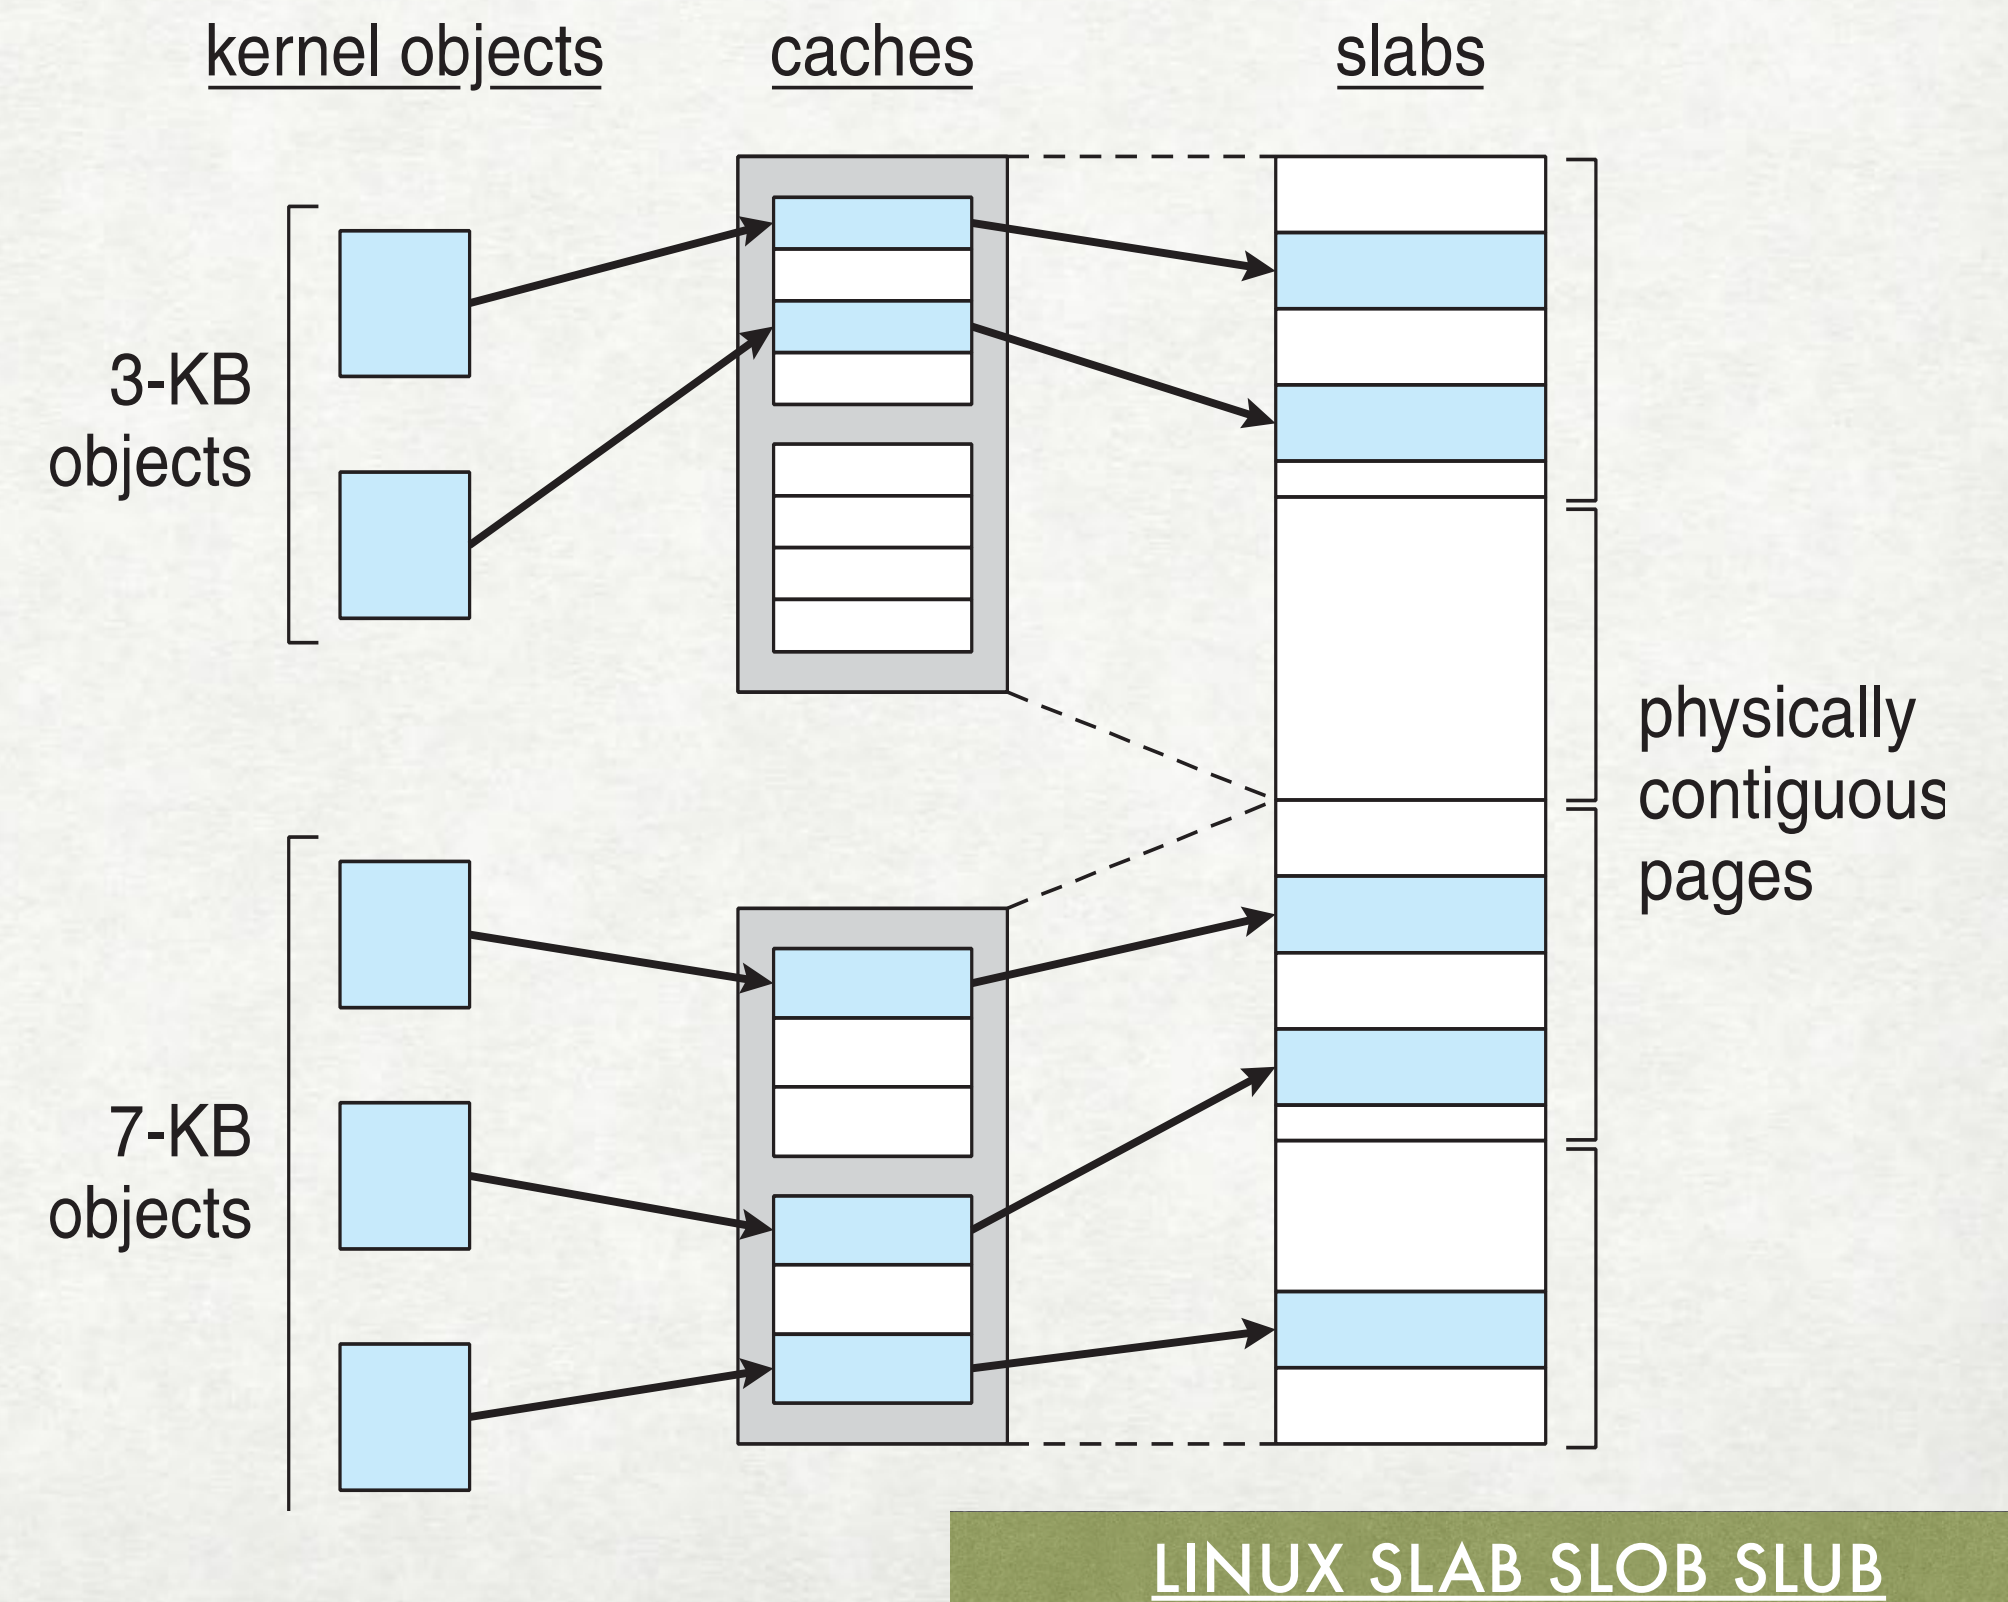 kernel objects
caches
slabs
3-KB
objects
physically
contiguous
pages
7-KB
objects
LINUX SLAB SLOB SLUB